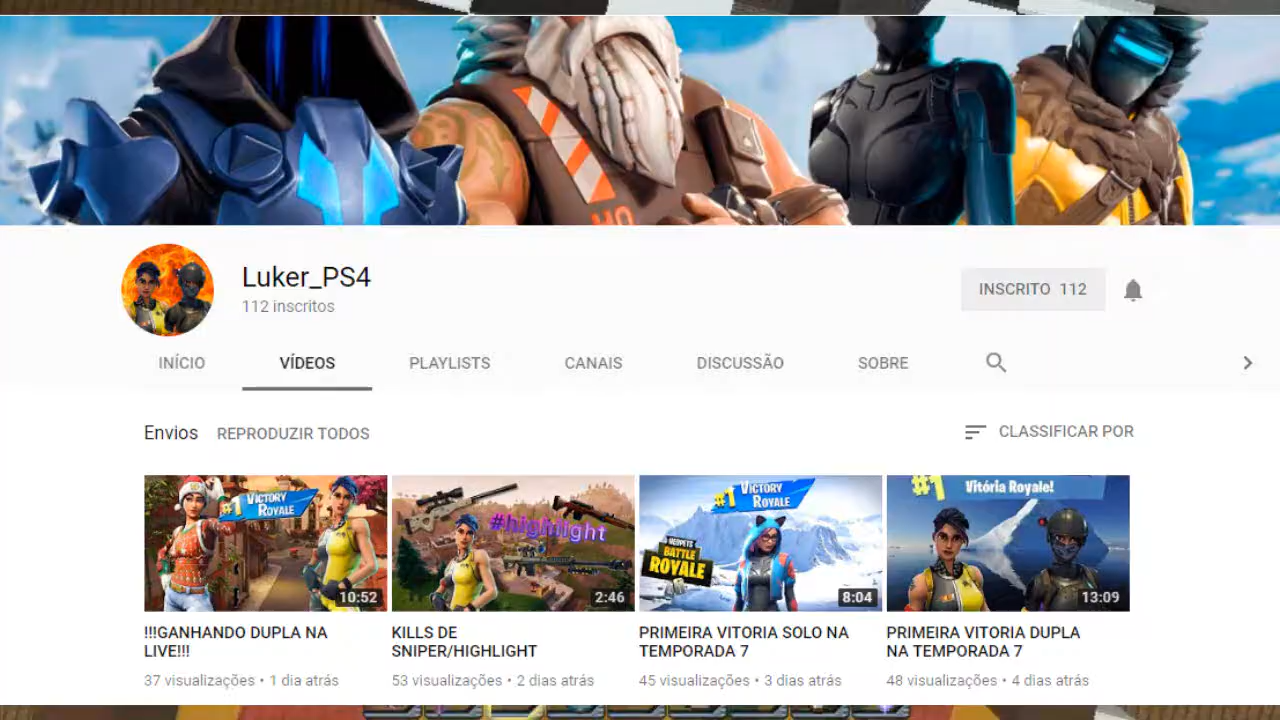 HO
Luker_PS4
112 inscritos
INSCRITO 112
INÍCIO
VÍDEOS
PLAYLISTS
CANAIS
DISCUSSÃO
SOBRE
Envios
REPRODUZIR TODOS
CLASSIFICAR POR
#1 VICTORY
ROYALE
10:52
#highlight
2:46
#1 VICTORY
ROYALE
BATTLE
ROYALE
8:04
#1 Vitória Royale!
13:09
!!!GANHANDO DUPLA NA
LIVE!!!
37 visualizações • 1 dia atrás
KILLS DE
SNIPER/HIGHLIGHT
53 visualizações • 2 dias atrás
PRIMEIRA VITORIA SOLO NA
TEMPORADA 7
45 visualizações • 3 dias atrás
PRIMEIRA VITORIA DUPLA
NA TEMPORADA 7
48 visualizações • 4 dias atrás